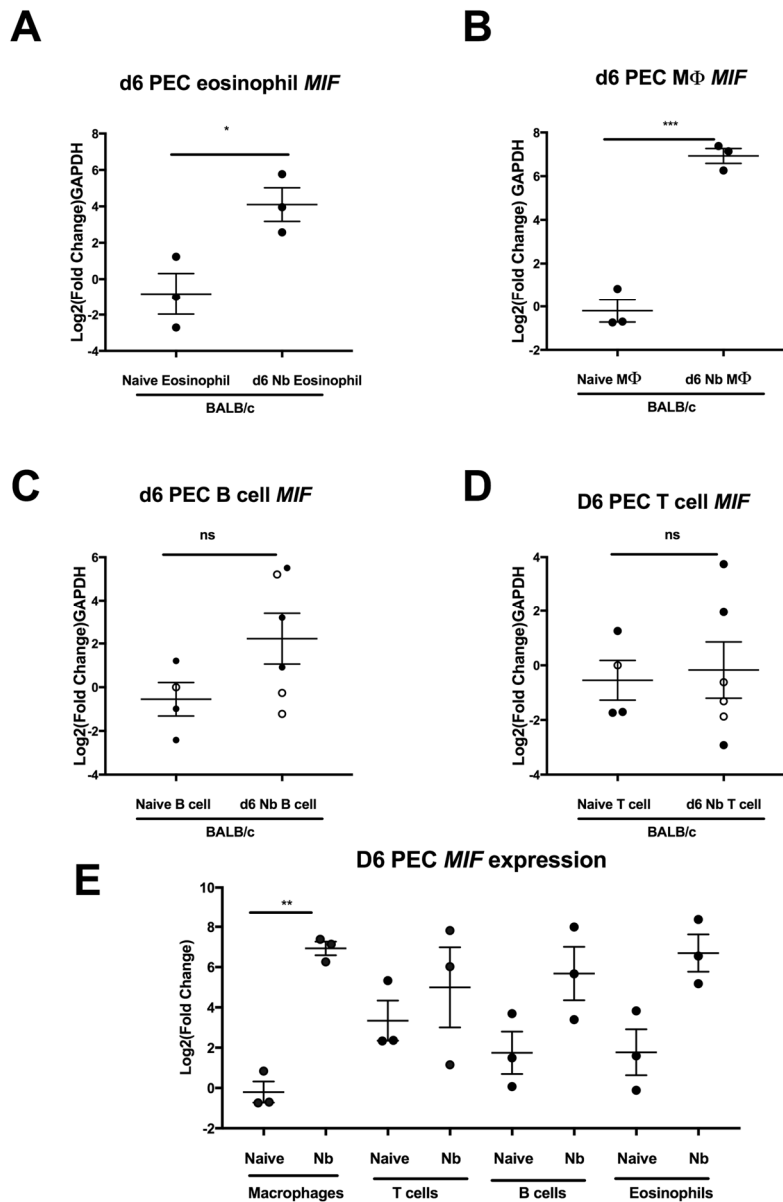 A
d6 PEC eosinophil MIF
*
Log2(Fold Change)GAPDH
8
6
4
2
0
-2
-4
Naive Eosinophil d6 Nb Eosinophil
BALB/c
B
d6 PEC MΦ MIF
***
Log2(Fold Change) GAPDH
8
6
4
2
0
-2
Naive MΦ d6 Nb MΦ
BALB/c
C
d6 PEC B cell MIF
ns
Log2(Fold Change)GAPDH
6
4
2
0
-2
-4
Naive B cell d6 Nb B cell
BALB/c
D
D6 PEC T cell MIF
ns
Log2(Fold Change)GAPDH
4
2
0
-2
-4
Naive T cell d6 Nb T cell
BALB/c
E
D6 PEC MIF expression
**
Log2(Fold Change)
10
8
6
4
2
0
-2
Naive Nb Naive Nb Naive Nb Naive Nb
Macrophages T cells B cells Eosinophils